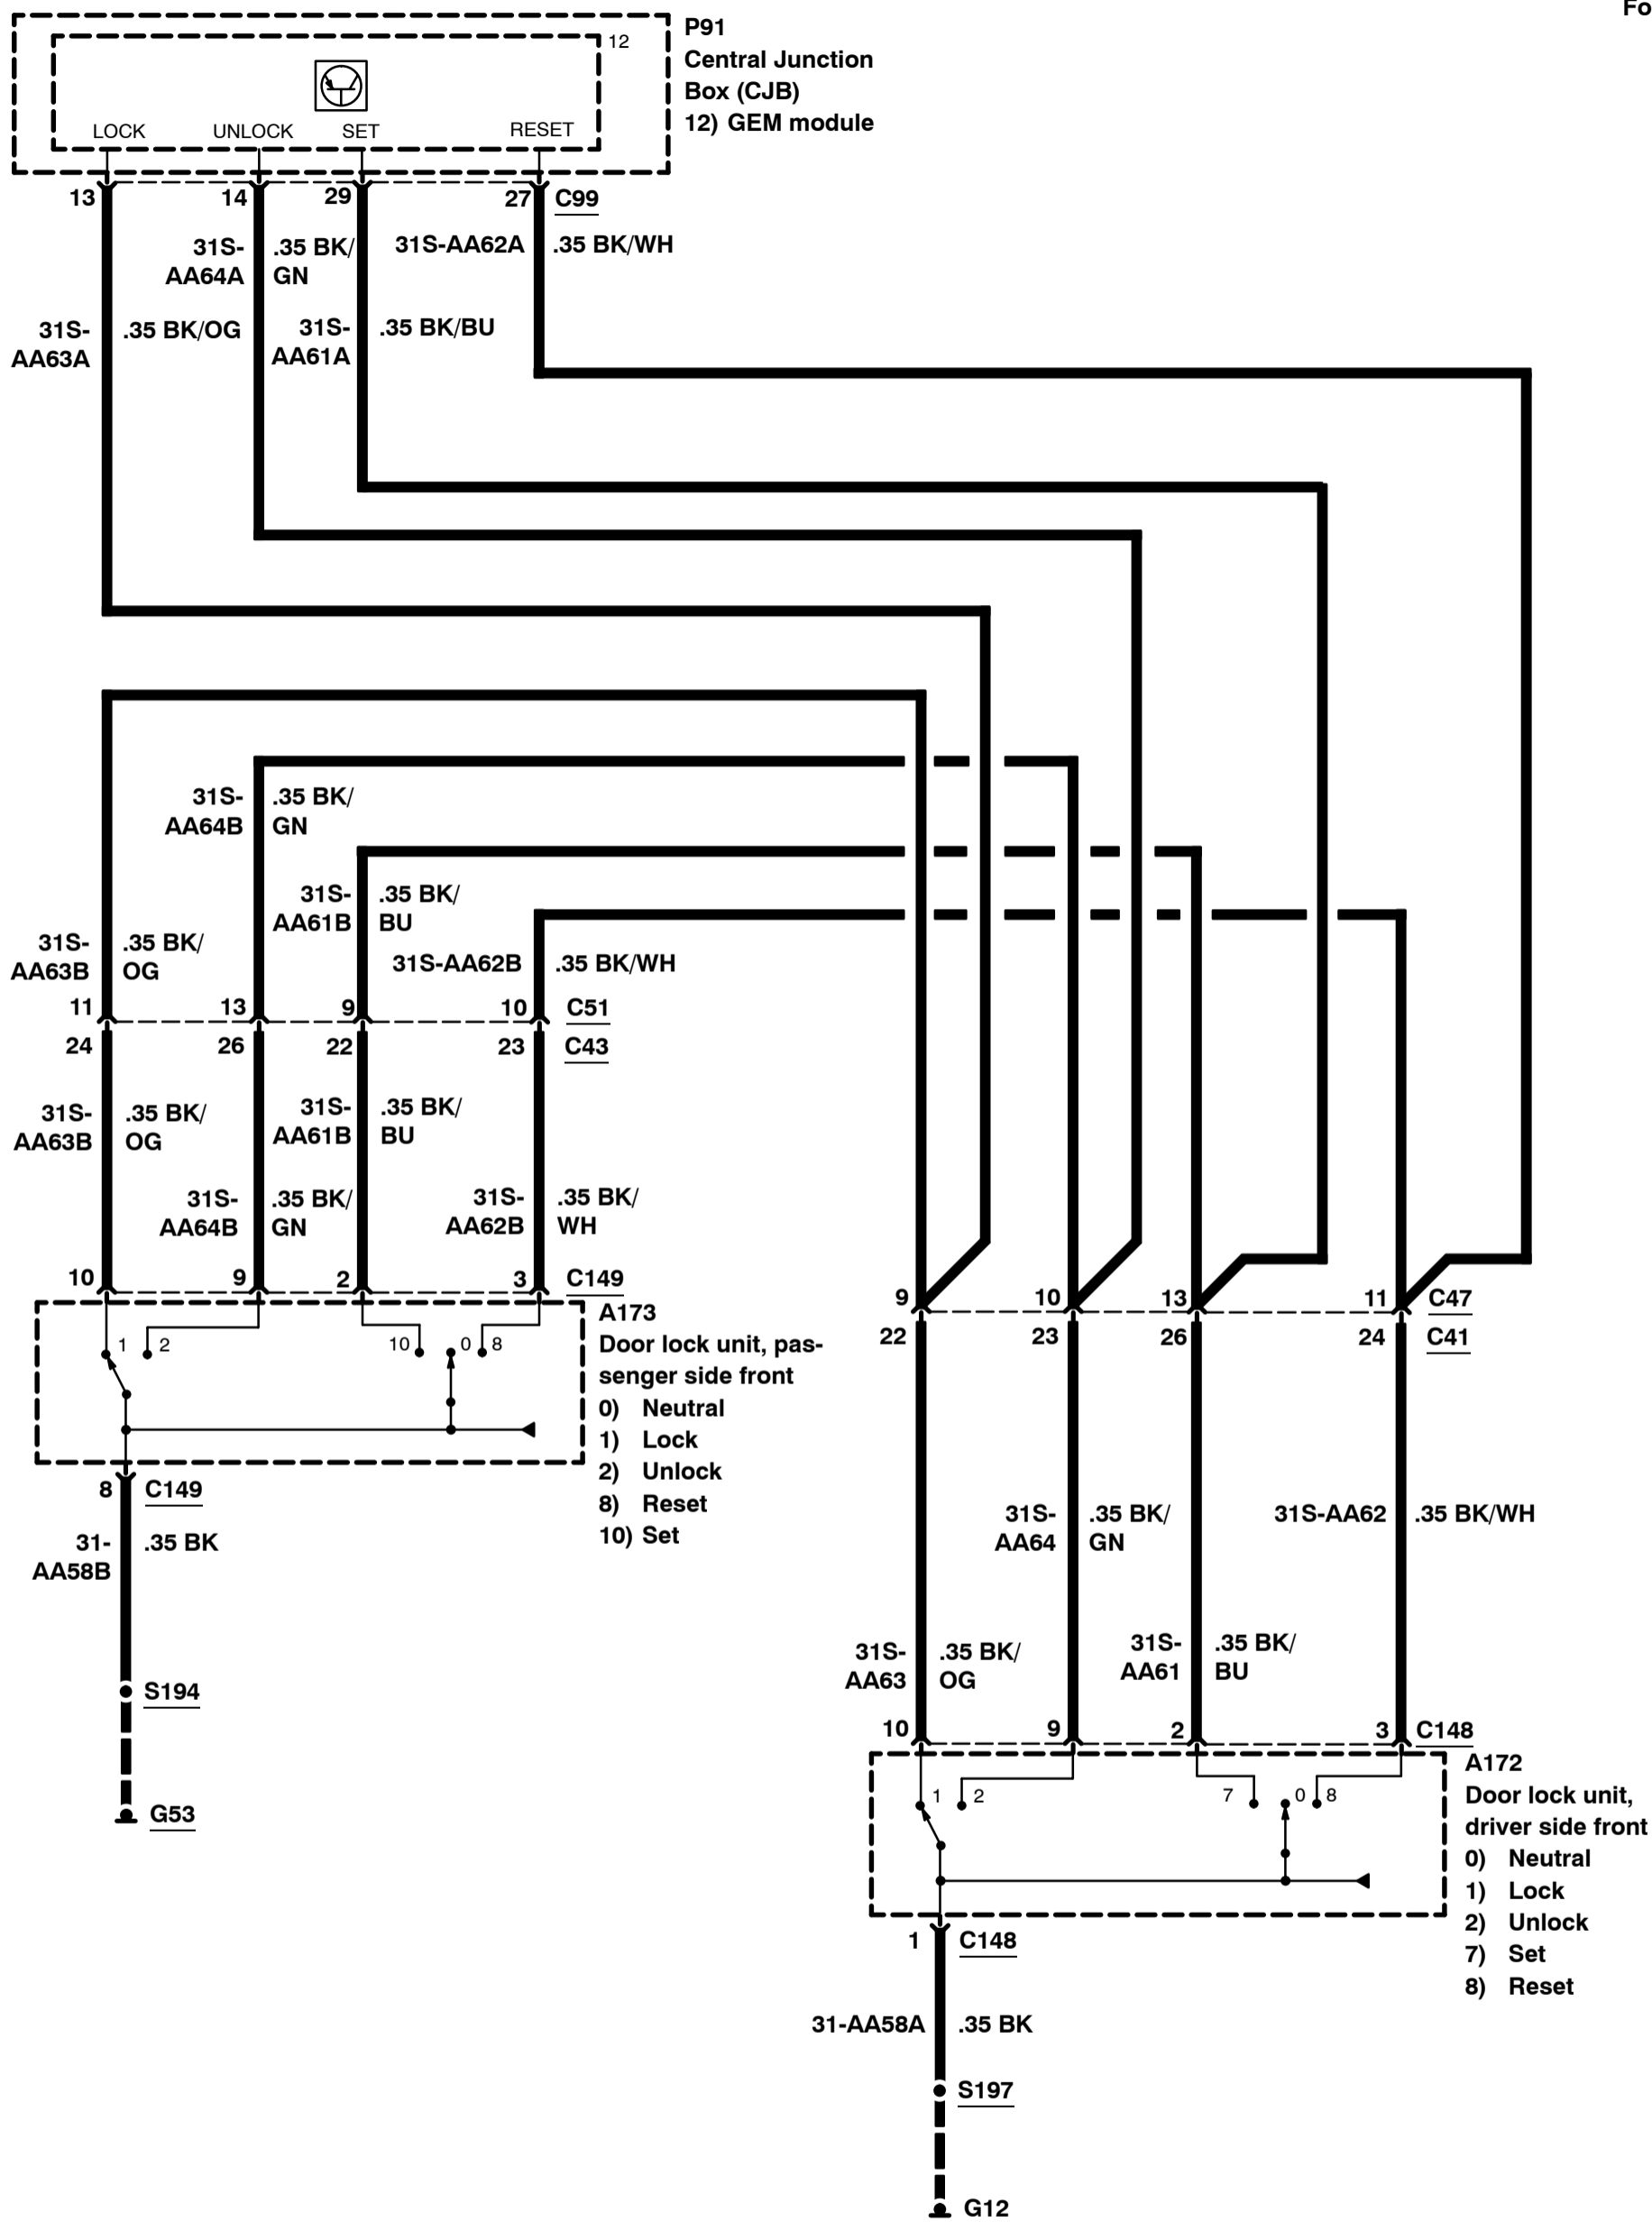 Fo
P91
Central Junction
Box (CJB)
12) GEM module
12
LOCK UNLOCK SET RESET
13 14 29 27 C99
31S-
AA64A
.35 BK/
GN
31S-AA62A .35 BK/WH
31S-
AA63A
.35 BK/OG
31S-
AA61A
.35 BK/BU
31S-
AA64B
.35 BK/
GN
31S-
AA61B
.35 BK/
BU
31S-
AA63B
.35 BK/
OG
31S-AA62B .35 BK/WH
11 13 9 10 C51
24 26 22 23 C43
31S-
AA63B
.35 BK/
OG
31S-
AA61B
.35 BK/
BU
31S-
AA64B
.35 BK/
GN
31S-
AA62B
.35 BK/
WH
10 9 2 3 C149
1 2 10 0 8
A173
Door lock unit, pas-
senger side front
0) Neutral
1) Lock
2) Unlock
8) Reset
10) Set
8 C149
31-
AA58B
.35 BK
S194
G53
9 10 13 11 C47
22 23 26 24 C41
31S-
AA64
.35 BK/
GN
31S-AA62 .35 BK/WH
31S-
AA63
.35 BK/
OG
31S-
AA61
.35 BK/
BU
10 9 2 3 C148
1 2 7 0 8
A172
Door lock unit,
driver side front
0) Neutral
1) Lock
2) Unlock
7) Set
8) Reset
1 C148
31-AA58A .35 BK
S197
G12